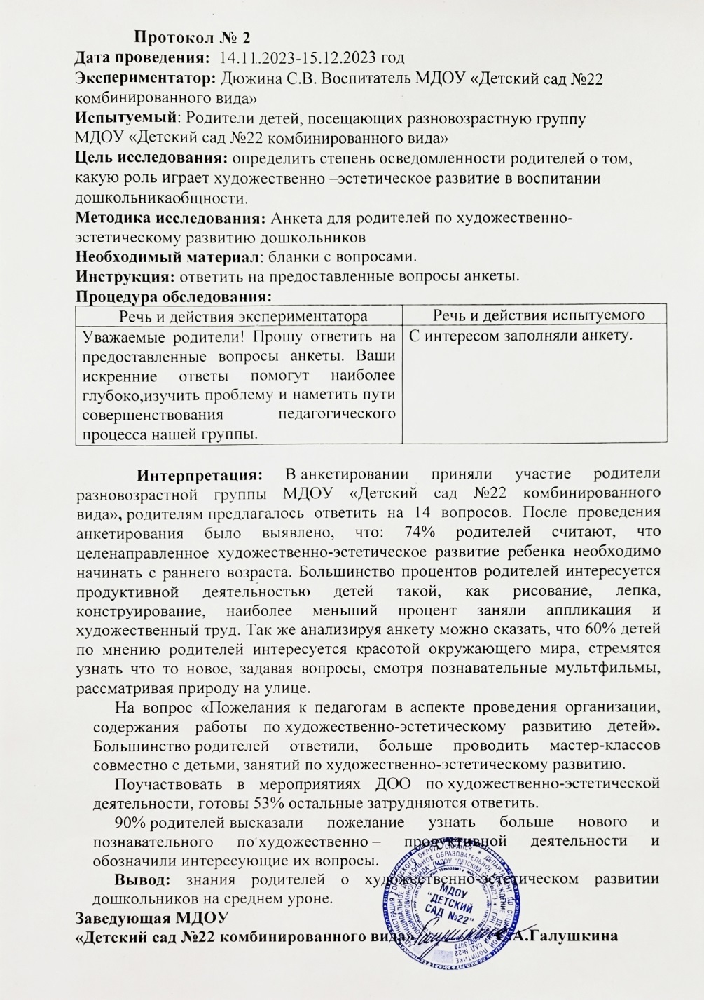 Протокол № 2
Дата проведения: 14.11.2023-15.12.2023 год
Экспериментатор: Дюжина С.В. Воспитатель МДОУ «Детский сад №22
комбинированного вида»
Испытуемый: Родители детей, посещающих разновозрастную группу
МДОУ «Детский сад №22 комбинированного вида»
Цель исследования: определить степень осведомленности родителей о том,
какую роль играет художественно –эстетическое развитие в воспитании
дошкольникаобщности.
Методика исследования: Анкета для родителей по художественно-
эстетическому развитию дошкольников
Необходимый материал: бланки с вопросами.
Инструкция: ответить на предоставленные вопросы анкеты.
Процедура обследования:
Речь и действия экспериментатора
Речь и действия испытуемого
Уважаемые родители! Прошу ответить на
предоставленные вопросы анкеты. Ваши
искренние ответы помогут наиболее
глубоко,изучить проблему и наметить пути
совершенствования педагогического
процесса нашей группы.
С интересом заполняли анкету.
Интерпретация: В анкетировании приняли участие родители
разновозрастной группы МДОУ «Детский сад №22 комбинированного
вида», родителям предлагалось ответить на 14 вопросов. После проведения
анкетирования было выявлено, что: 74% родителей считают, что
целенаправленное художественно-эстетическое развитие ребенка необходимо
начинать с раннего возраста. Большинство процентов родителей интересуется
продуктивной деятельностью детей такой, как рисование, лепка,
конструирование, наиболее меньший процент заняли аппликация и
художественный труд. Так же анализируя анкету можно сказать, что 60% детей
по мнению родителей интересуется красотой окружающего мира, стремятся
узнать что то новое, задавая вопросы, смотря познавательные мультфильмы,
рассматривая природу на улице.
На вопрос «Пожелания к педагогам в аспекте проведения организации,
содержания работы по художественно-эстетическому развитию детей».
Большинство родителей ответили, больше проводить мастер-классов
совместно с детьми, занятий по художественно-эстетическому развитию.
Поучаствовать в мероприятиях ДОО по художественно-эстетической
деятельности, готовы 53% остальные затрудняются ответить.
90% родителей высказали пожелание узнать больше нового и
познавательного по художественно – продуктивной деятельности и
обозначили интересующие их вопросы.
Вывод: знания родителей о художественно-эстетическом развитии
дошкольников на среднем уроне.
Заведующая МДОУ
«Детский сад №22 комбинированного вида» С.А.Галушкина
МДОУ
"ДЕТСКИЙ
САД №22"